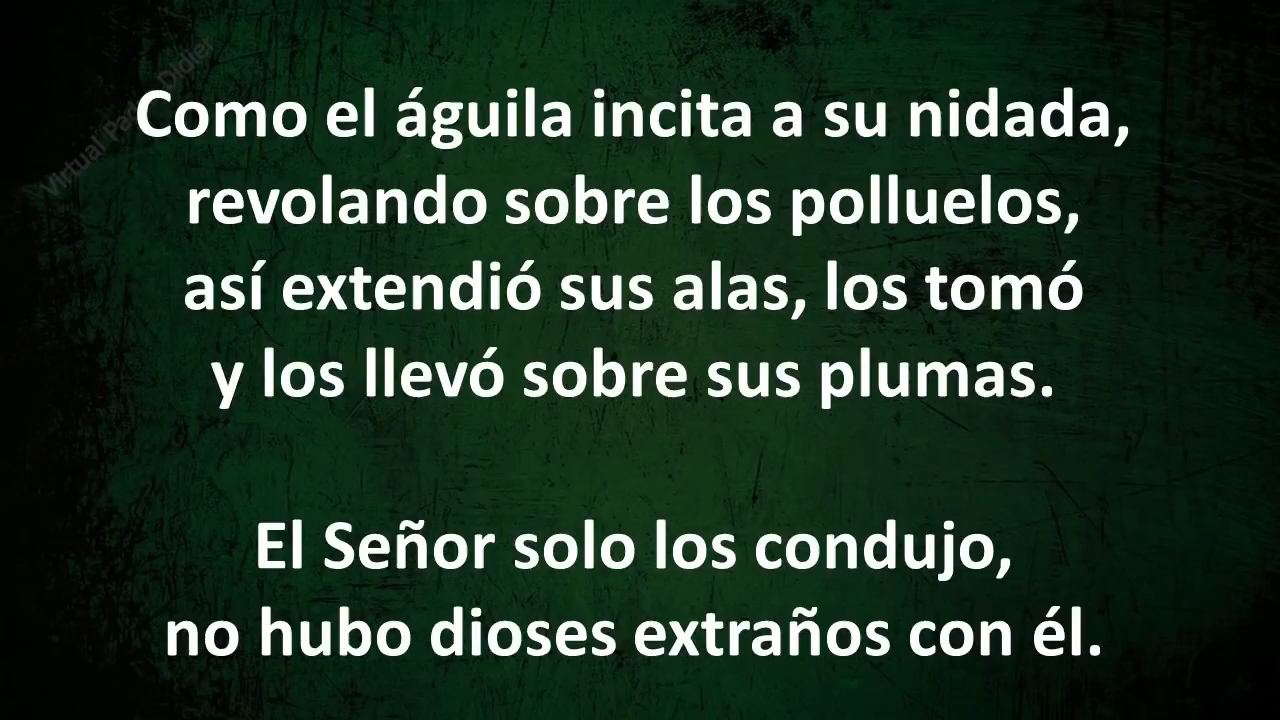 Como el águila incita a su nidada,
revolando sobre los polluelos,
así extendió sus alas, los tomó
y los llevó sobre sus plumas.
El Señor solo los condujo,
no hubo dioses extraños con él.
Virtual